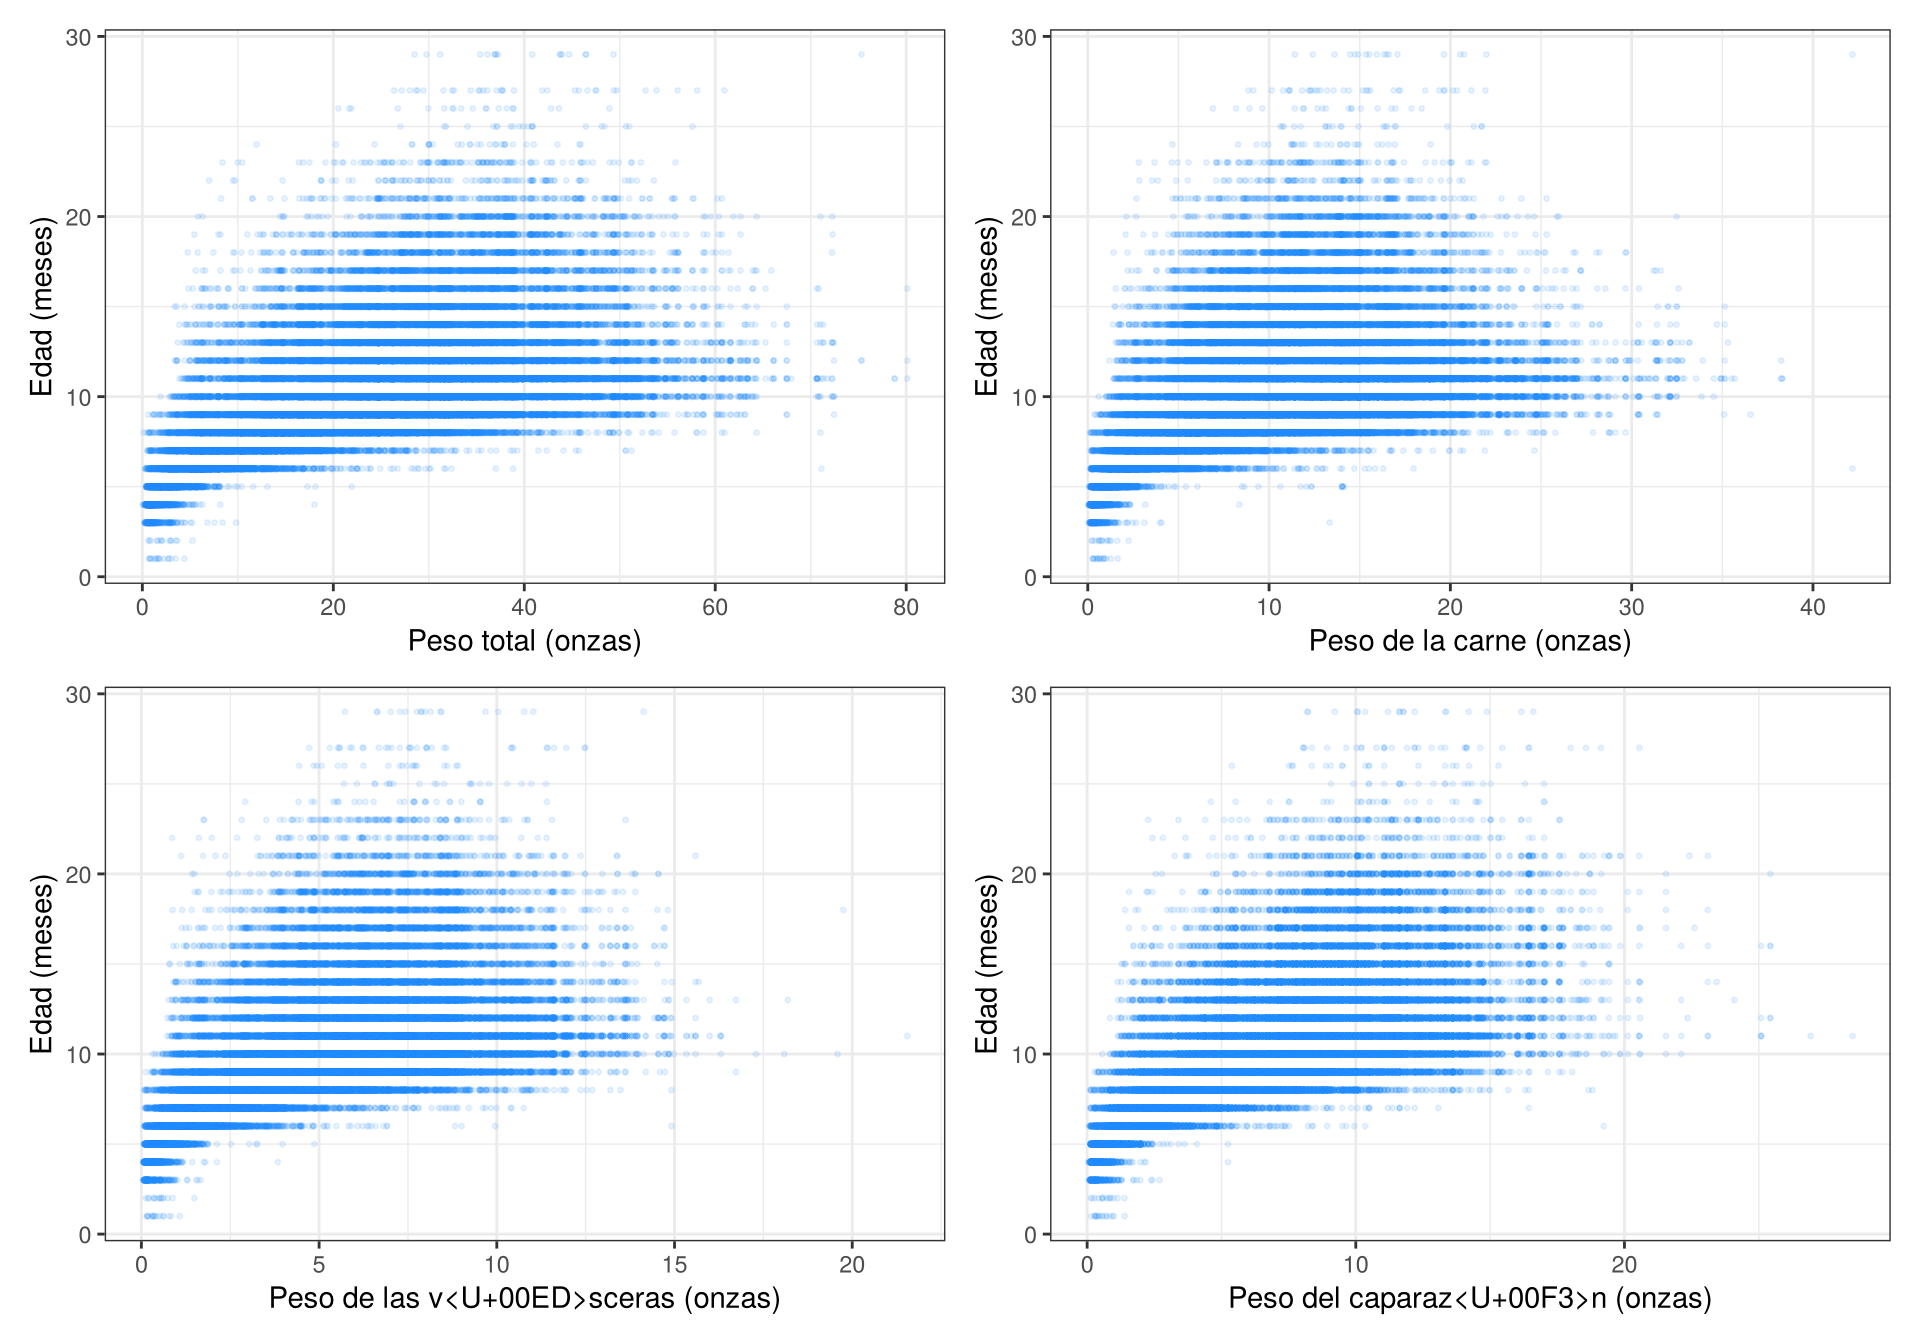 30
20
10
0
Edad (meses)
0 20 40 60 80
Peso total (onzas)
30
20
10
0
Edad (meses)
0 10 20 30 40
Peso de la carne (onzas)
30
20
10
0
Edad (meses)
0 5 10 15 20
Peso de las v<U+00ED>sceras (onzas)
30
20
10
0
Edad (meses)
0 10 20
Peso del caparaz<U+00F3>n (onzas)